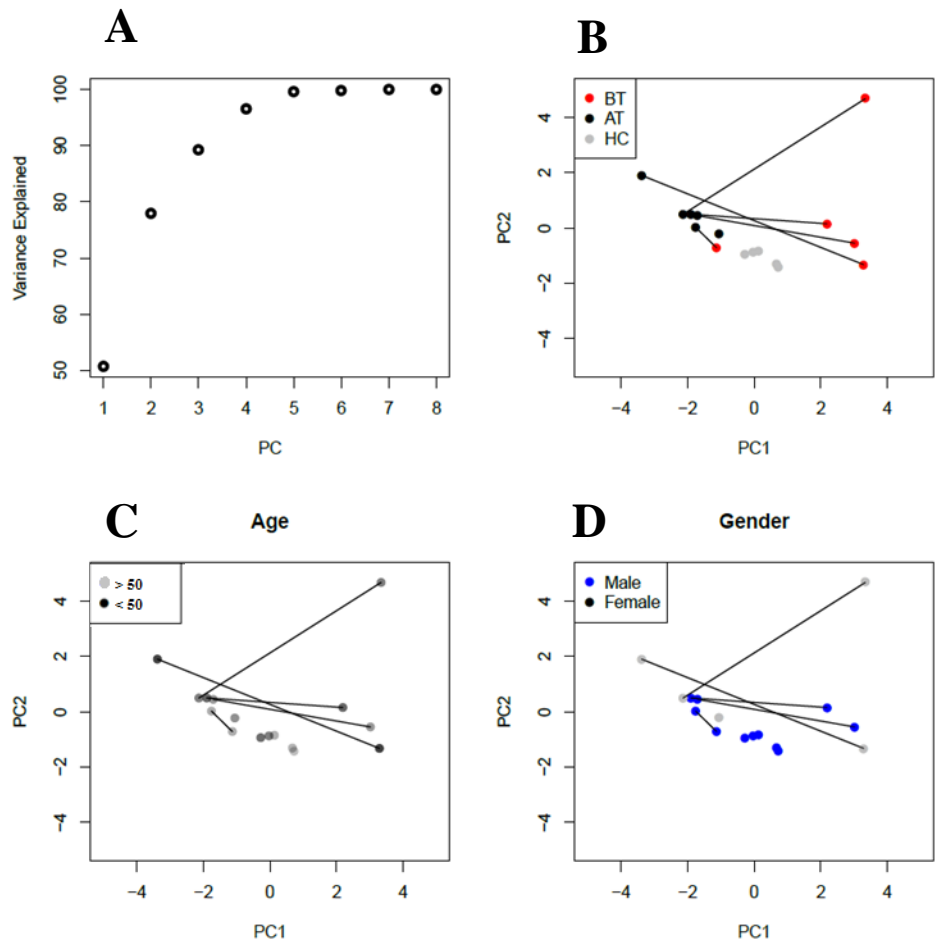 A
Variance Explained
100
90
80
70
60
50
1 2 3 4 5 6 7 8
PC
B
BT
AT
HC
PC2
4
2
0
−2
−4
−4 −2 0 2 4
PC1
C
Age
> 50
< 50
PC2
4
2
0
−2
−4
−4 −2 0 2 4
PC1
D
Gender
Male
Female
PC2
4
2
0
−2
−4
−4 −2 0 2 4
PC1